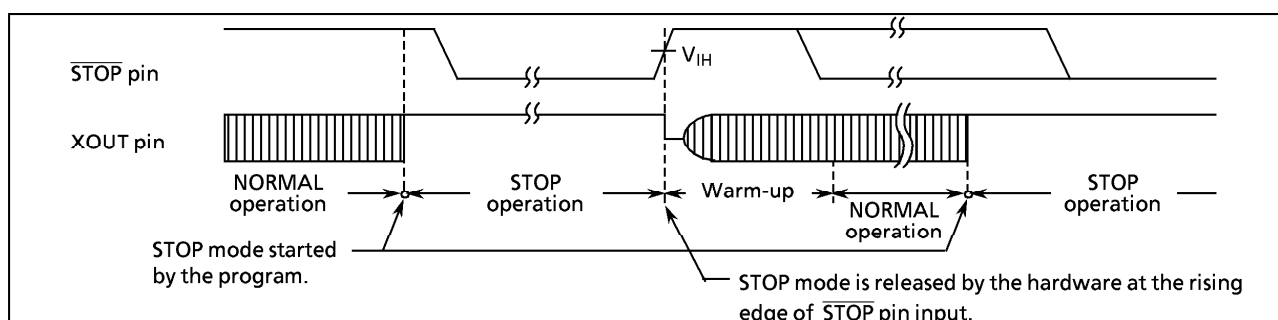 STOP pin
VIH
XOUT pin
NORMAL
operation
STOP
operation
Warm-up
NORMAL
operation
STOP
operation
STOP mode started
by the program.
STOP mode is released by the hardware at the rising
edge of STOP pin input.